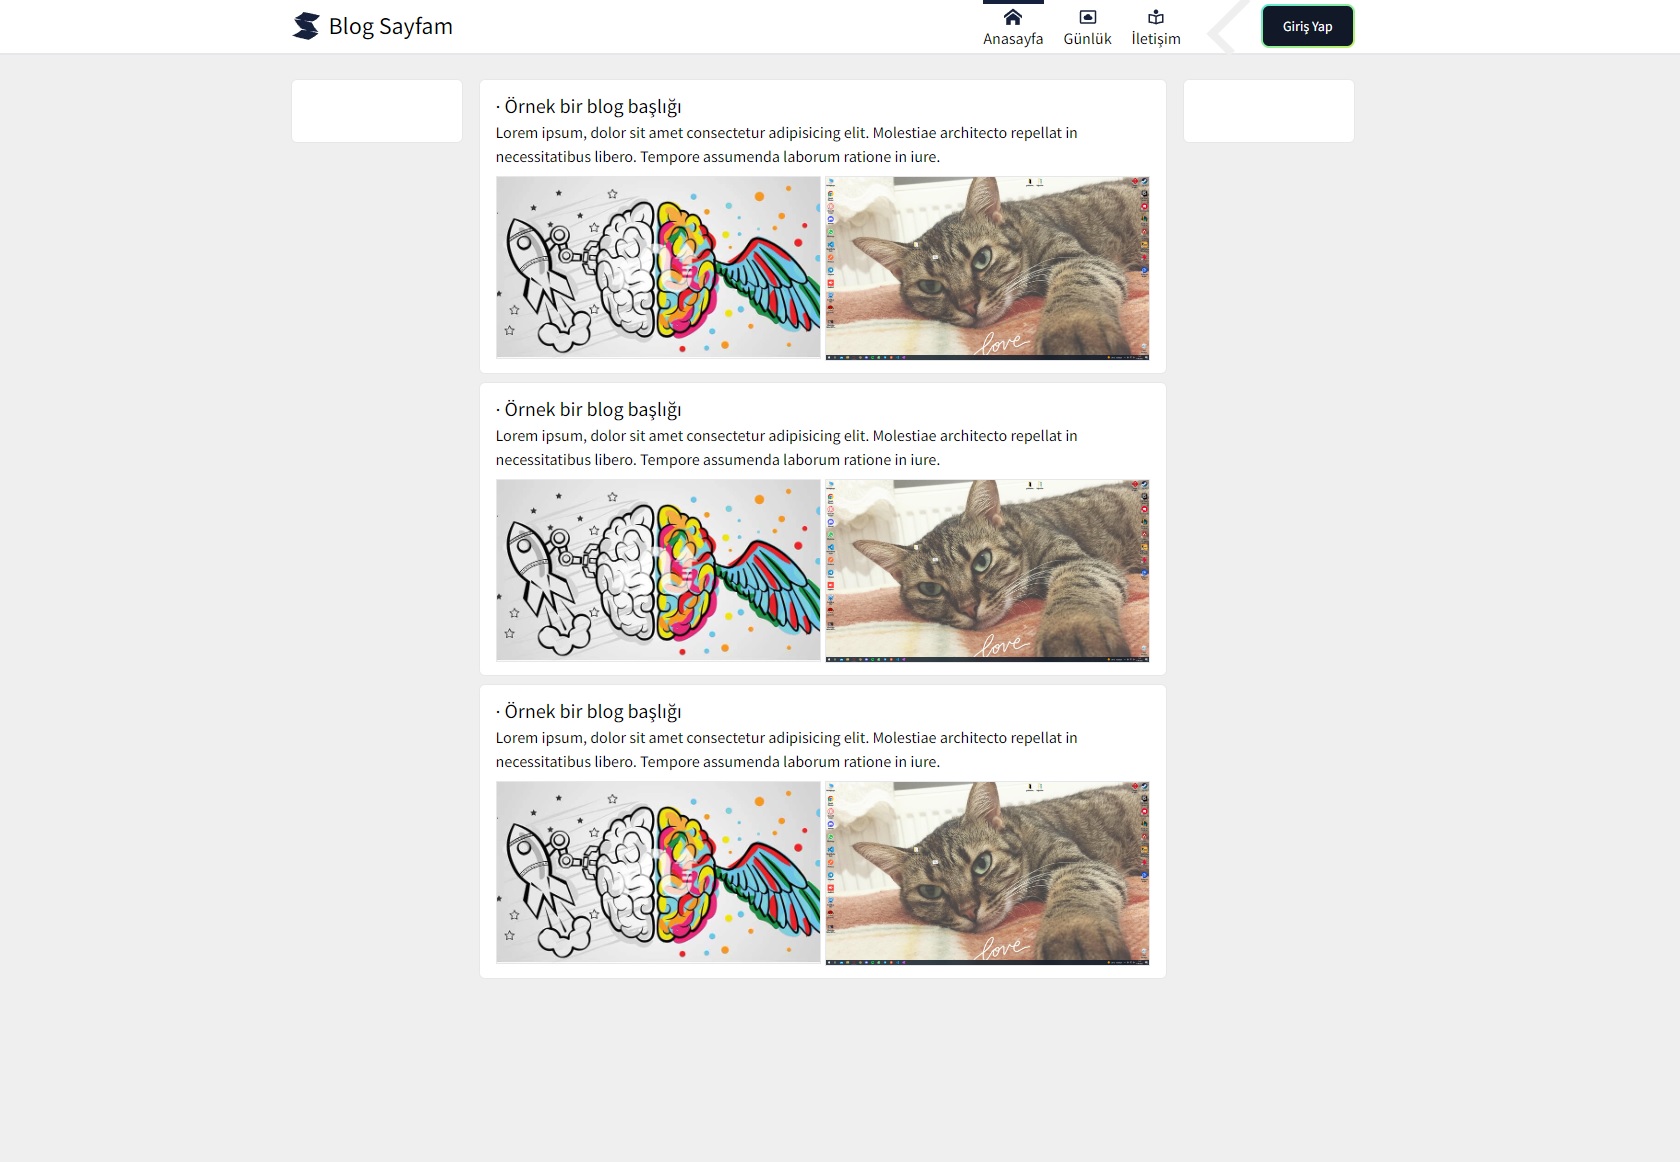 Blog Sayfam
Anasayfa
Günlük
İletişim
Giriş Yap
· Örnek bir blog başlığı
Lorem ipsum, dolor sit amet consectetur adipisicing elit. Molestiae architecto repellat in
necessitatibus libero. Tempore assumenda laborum ratione in iure.
love
· Örnek bir blog başlığı
Lorem ipsum, dolor sit amet consectetur adipisicing elit. Molestiae architecto repellat in
necessitatibus libero. Tempore assumenda laborum ratione in iure.
love
· Örnek bir blog başlığı
Lorem ipsum, dolor sit amet consectetur adipisicing elit. Molestiae architecto repellat in
necessitatibus libero. Tempore assumenda laborum ratione in iure.
love